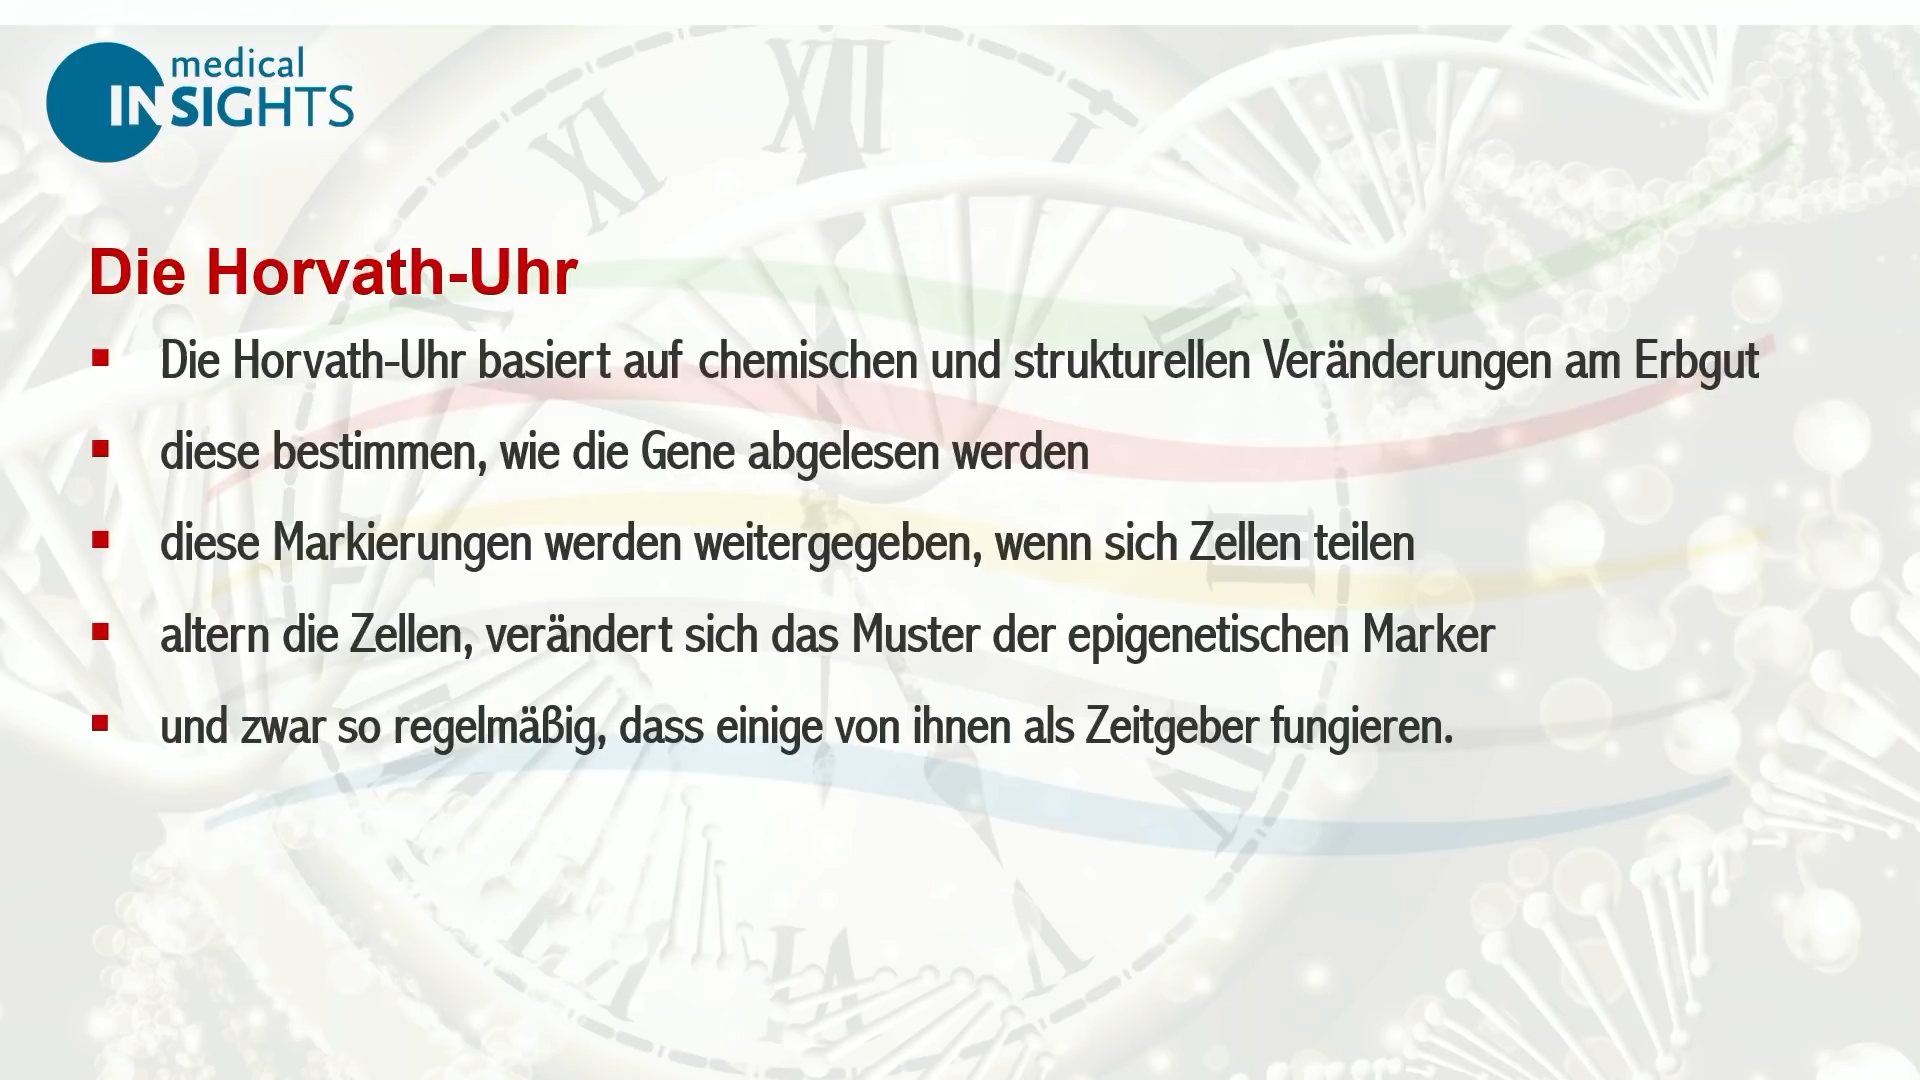 medical
INSIGHTS
Die Horvath-Uhr
Die Horvath-Uhr basiert auf chemischen und strukturellen Veränderungen am Erbgut
diese bestimmen, wie die Gene abgelesen werden
diese Markierungen werden weitergegeben, wenn sich Zellen teilen
altern die Zellen, verändert sich das Muster der epigenetischen Marker
und zwar so regelmäßig, dass einige von ihnen als Zeitgeber fungieren.